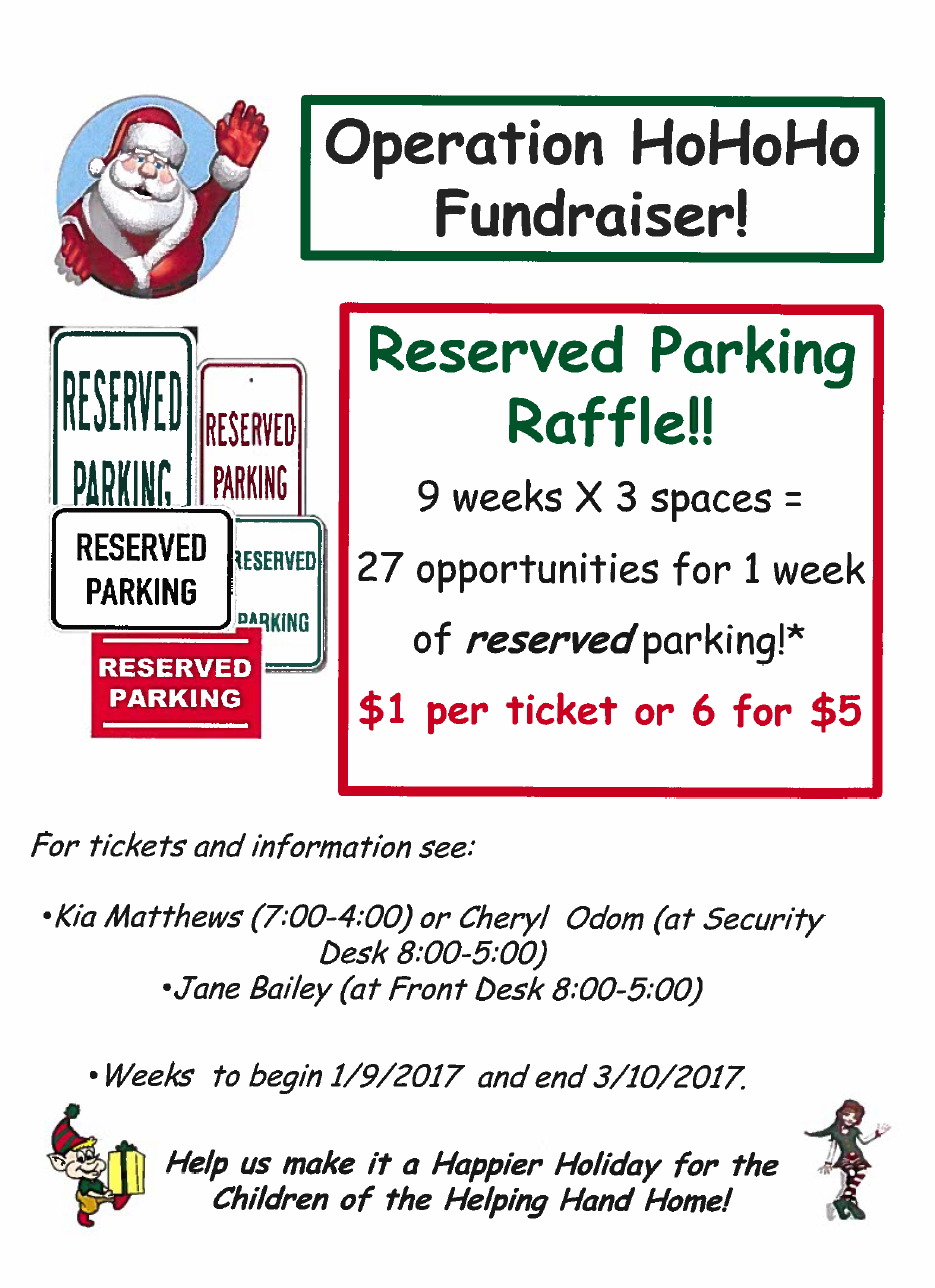 Operation HoHoHo
Fundraiser!
RESERVED
PARKING
RESERVED
PARKING
RESERVED
PARKING
RESERVED
PARKING
RESERVED
PARKING
Reserved Parking
Raffle!!
9 weeks X 3 spaces =
27 opportunities for 1 week
of reserved parking!*
$1 per ticket or 6 for $5
For tickets and information see:
•Kia Matthews (7:00-4:00) or Cheryl Odom (at Security
Desk 8:00-5:00)
•Jane Bailey (at Front Desk 8:00-5:00)
• Weeks to begin 1/9/2017 and end 3/10/2017.
Help us make it a Happier Holiday for the
Children of the Helping Hand Home!